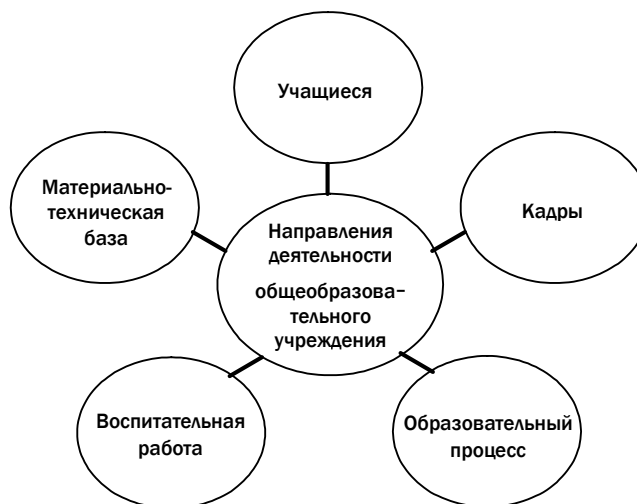 Учащиеся
Материально-
техническая
база
Кадры
Направления
деятельности
общеобразова-
тельного
учреждения
Воспитательная
работа
Образовательный
процесс